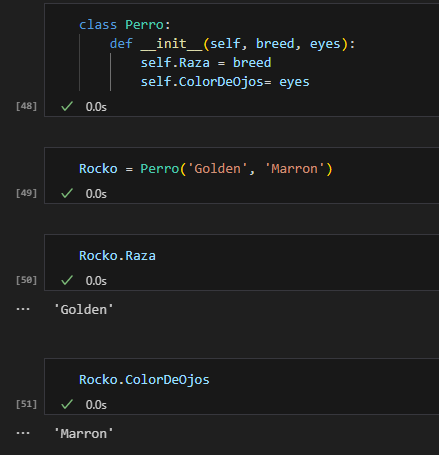 class Perro:
def __init__(self, breed, eyes):
self.Raza = breed
self.ColorDeOjos= eyes
[48] ✓ 0.0s
Rocko = Perro('Golden', 'Marron')
[49] ✓ 0.0s
Rocko.Raza
[50] ✓ 0.0s
... 'Golden'
Rocko.ColorDeOjos
[51] ✓ 0.0s
... 'Marron'